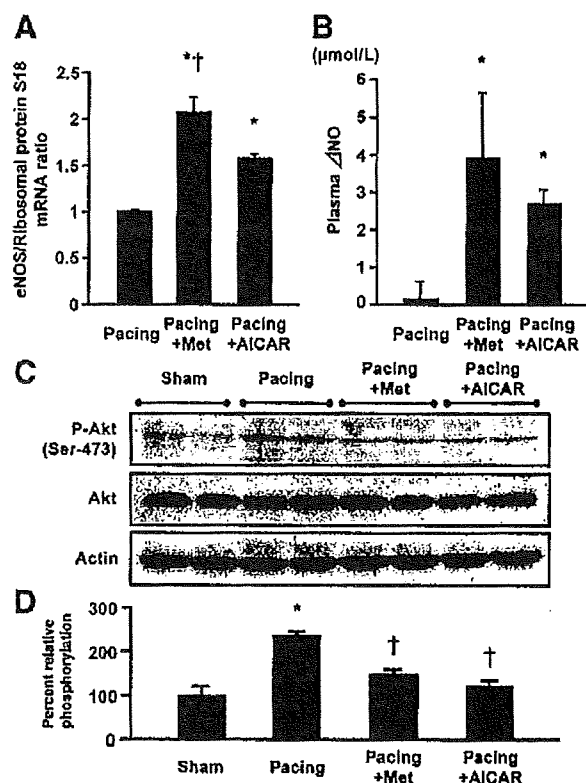 A
eNOS/Ribosomal protein S18
mRNA ratio
2.5
2
1.5
1
0.5
0
*†
*
Pacing
Pacing
+Met
Pacing
+AICAR
B
(μmol/L)
Plasma ⊿NO
6
5
4
3
2
1
0
*
*
Pacing
Pacing
+Met
Pacing
+AICAR
C
Sham
Pacing
Pacing
+Met
Pacing
+AICAR
P-Akt
(Ser-473)
Akt
Actin
D
Percent relative
phosphorylation
300
200
100
0
*
†
†
Sham
Pacing
Pacing
+Met
Pacing
+AICAR